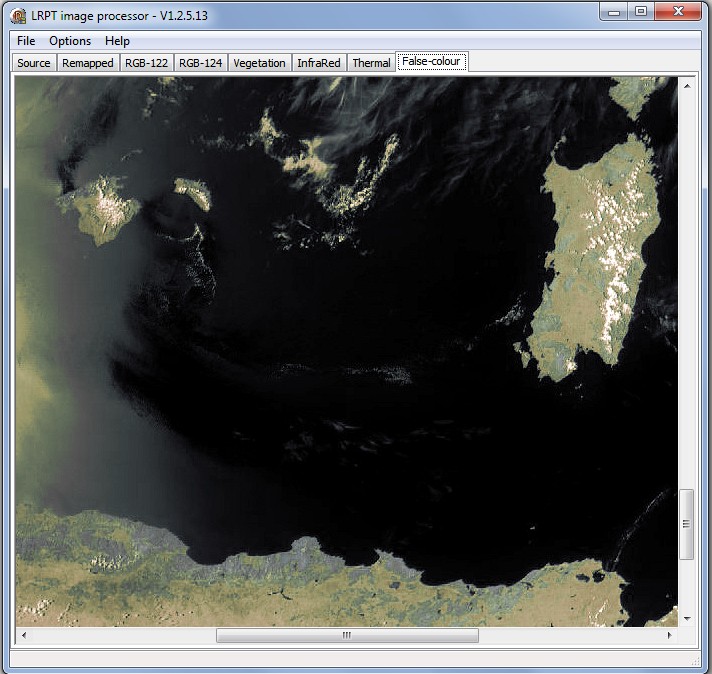 LRPT image processor - V1.2.5.13
File Options Help
Source Remapped RGB-122 RGB-124 Vegetation InfraRed Thermal False-colour